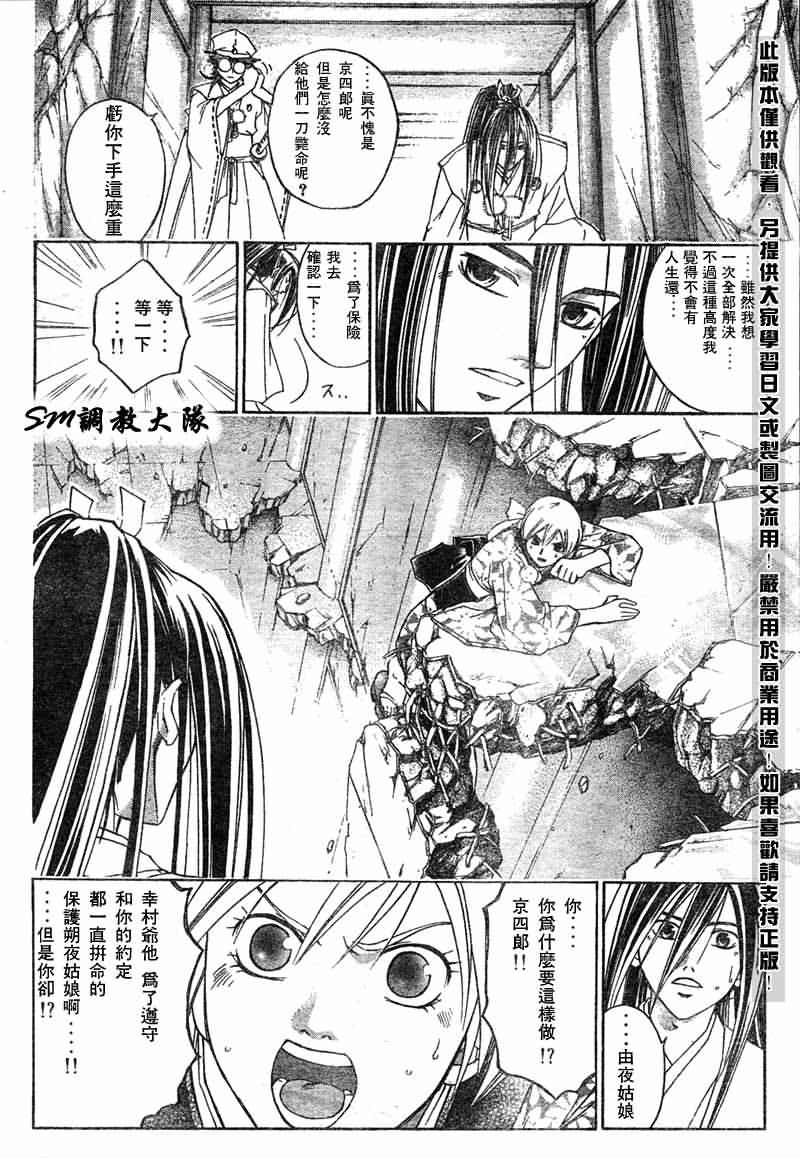 ....真不愧是
京四郎呢
但是怎麼沒
給他們一刀斃命呢？
虧你下手這麼重
....雖然我想
一次全部解決....
不過這種高度我
覺得不會有
人生還....
....為了保險
我去
確認一下....
ス..
等...
等一下
....!!
SM調教大隊
....由夜姑娘
你....
你為什麼要這樣做!?
京四郎!!
幸村爺他 為了遵守
和你的約定
都一直拚命的
保護朔夜姑娘啊....!!
....但是你卻!?
此版本僅供觀看．另提供大家學習日文或製圖交流用！嚴禁用於商業用途！如果喜歡請支持正版！